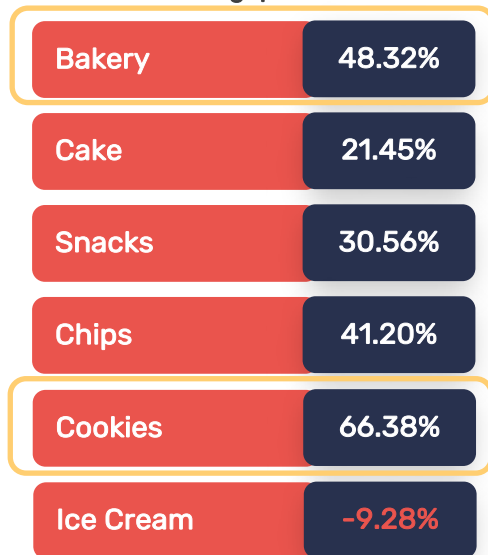 Bakery 48.32%
Cake 21.45%
Snacks 30.56%
Chips 41.20%
Cookies 66.38%
Ice Cream -9.28%